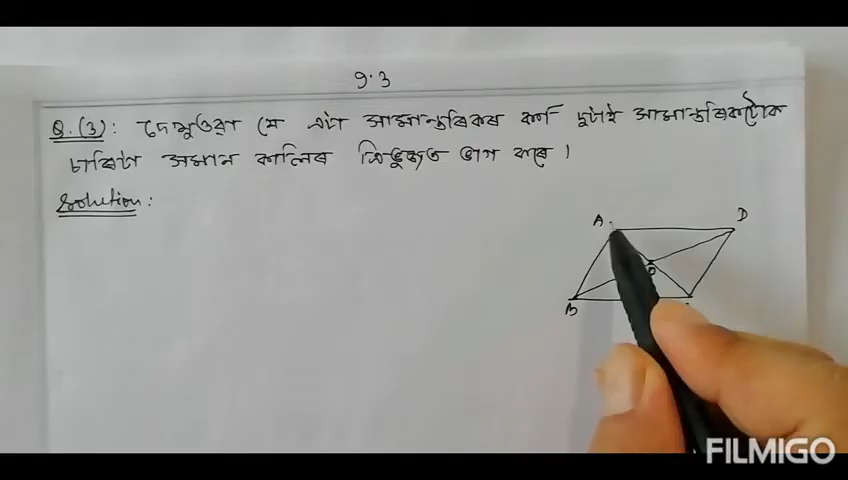 9.3
Q.(3): দেখুওৱা যে এটা সামান্তৰিকৰ কৰ্ণ দুটাই সামান্তৰিকটোক
চাৰিটা সমান কালিৰ ত্ৰিভুজত ভাগ কৰে।
Solution:
A D
O
B
FILMIGO